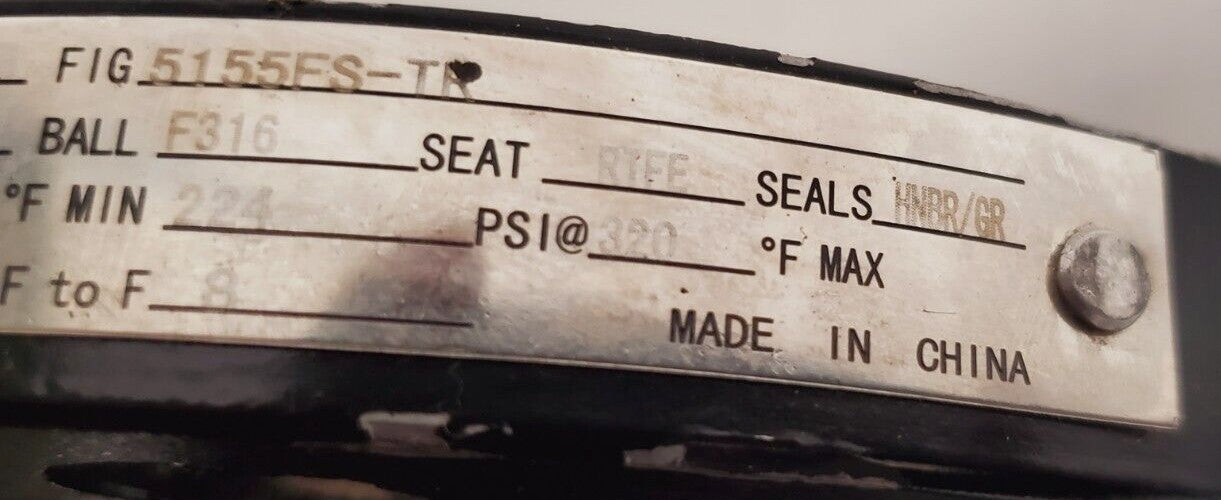 FIG 5155FS-TR
BALL F316 SEAT RTFE SEALS HNBR/GR
°F MIN 224 PSI@ 320 °F MAX
F to F 8
MADE IN CHINA